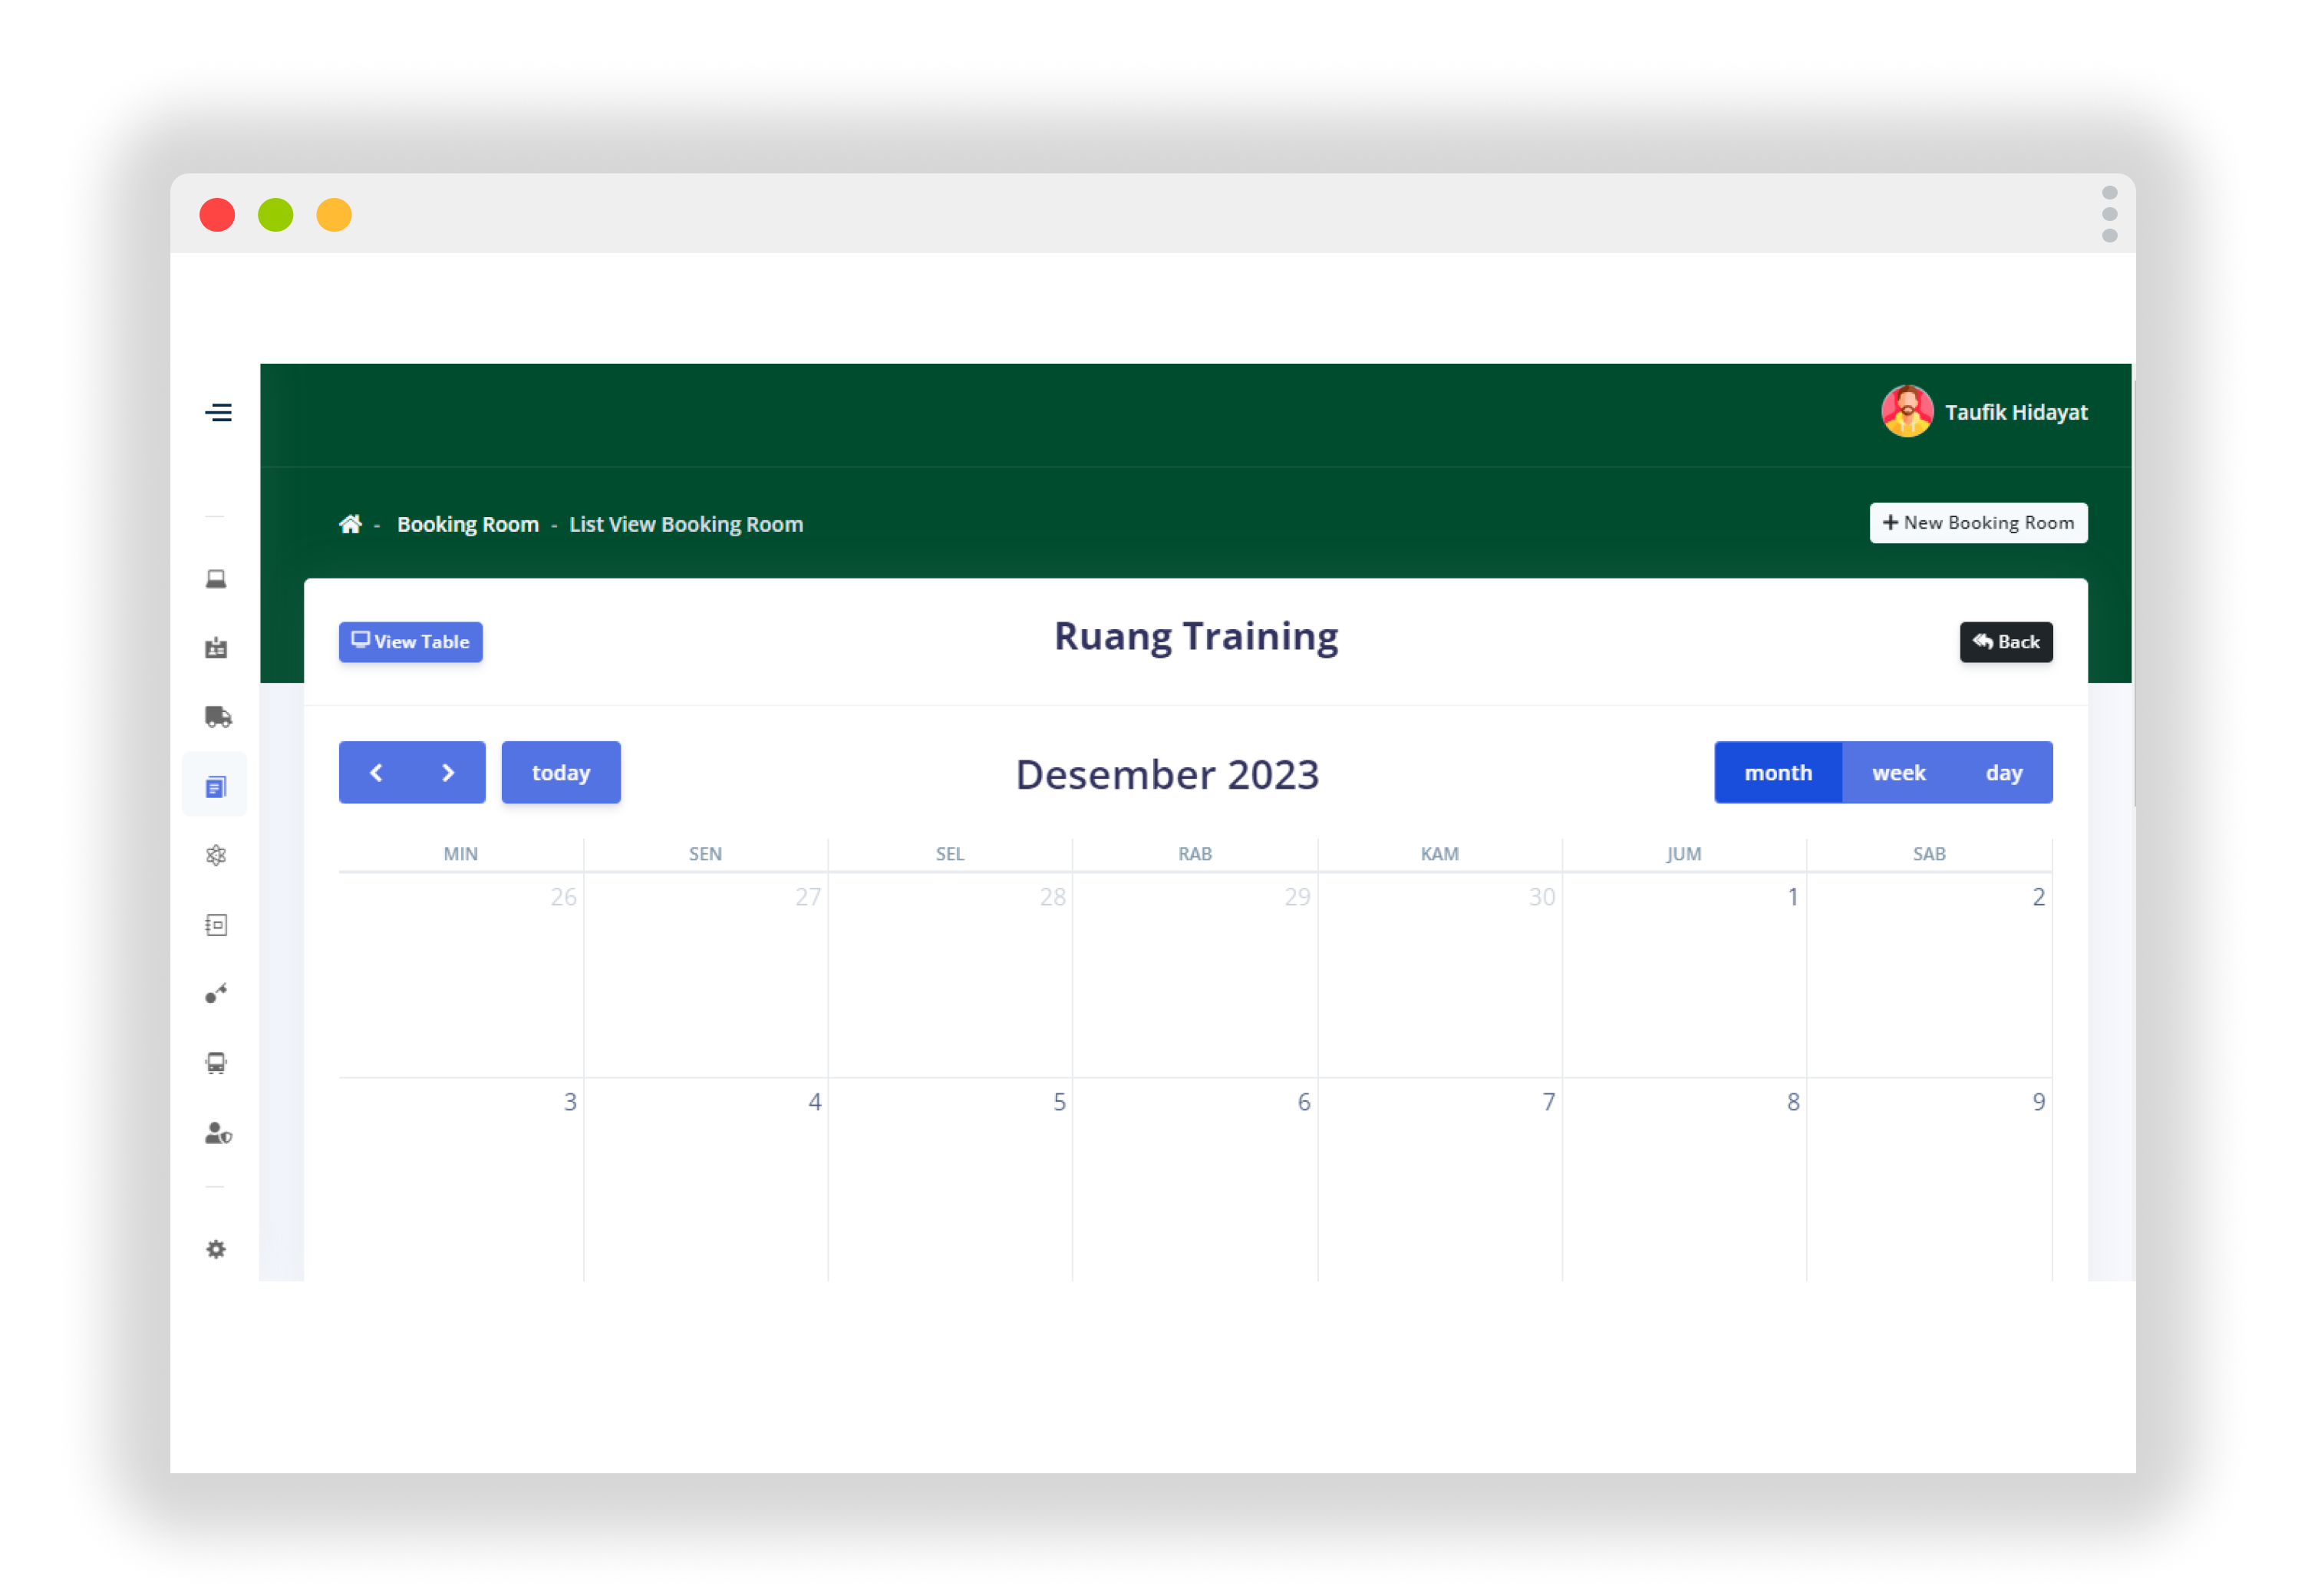 Taufik Hidayat
- Booking Room - List View Booking Room
+ New Booking Room
View Table
Ruang Training
Back
today
Desember 2023
month week day
MIN SEN SEL RAB KAM JUM SAB
26 27 28 29 30 1 2
3 4 5 6 7 8 9